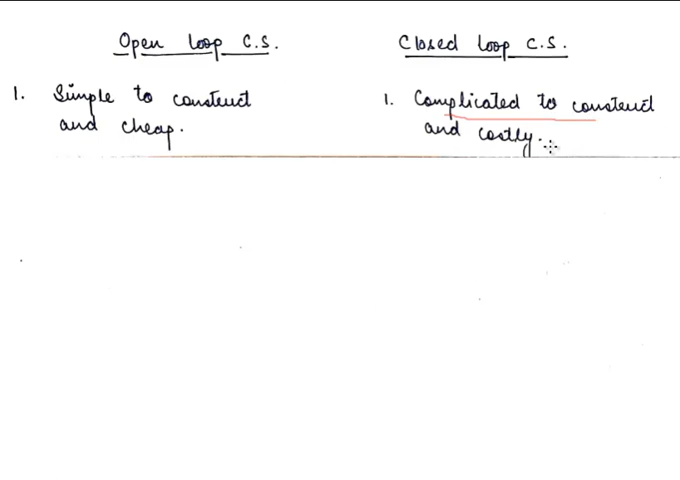 Open loop C.S.
Closed loop C.S.
1. Simple to construct
and cheap.
1. Complicated to construct
and costly.